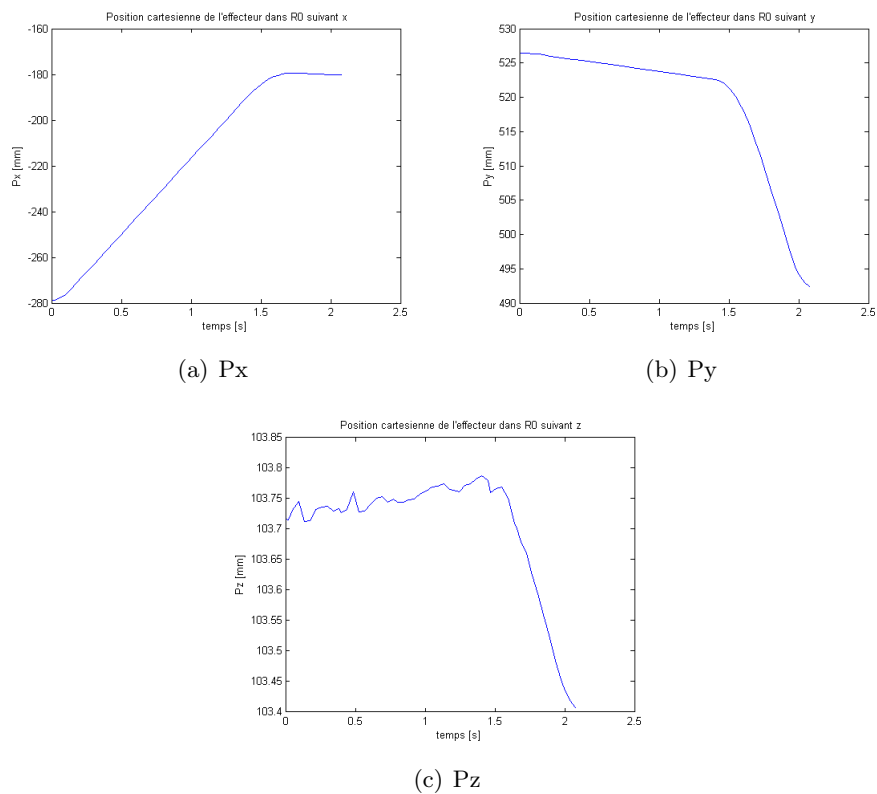 Position cartesienne de l'effecteur dans R0 suivant x
-160
-180
-200
-220
-240
-260
-280
Px [mm]
0 0.5 1 1.5 2 2.5
temps [s]
(a) Px
Position cartesienne de l'effecteur dans R0 suivant y
530
525
520
515
510
505
500
495
490
Py [mm]
0 0.5 1 1.5 2 2.5
temps [s]
(b) Py
Position cartesienne de l'effecteur dans R0 suivant z
103.85
103.8
103.75
103.7
103.65
103.6
103.55
103.5
103.45
103.4
Pz [mm]
0 0.5 1 1.5 2 2.5
temps [s]
(c) Pz